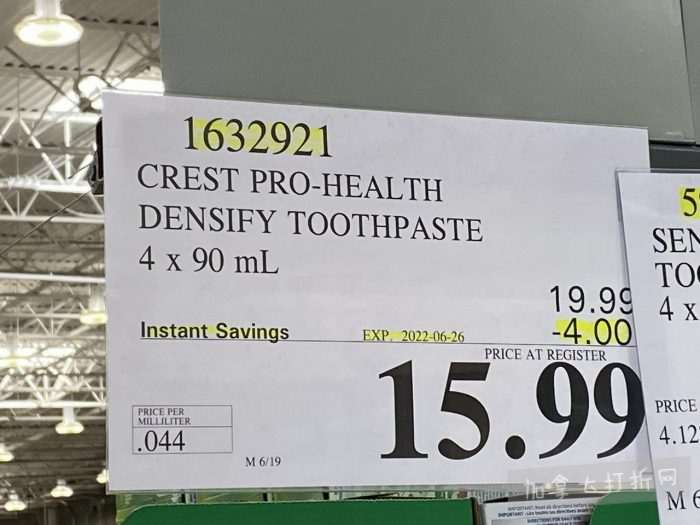 1632921
CREST PRO-HEALTH
DENSIFY TOOTHPASTE
4 x 90 mL
19.99
Instant Savings EXP. 2022-06-26 -4.00
PRICE AT REGISTER
15.99
PRICE PER
MILLILITER
.044
M 6/19
5
SEN
TOO
4 x
PRICE
4.12
M 6
加拿大打折网